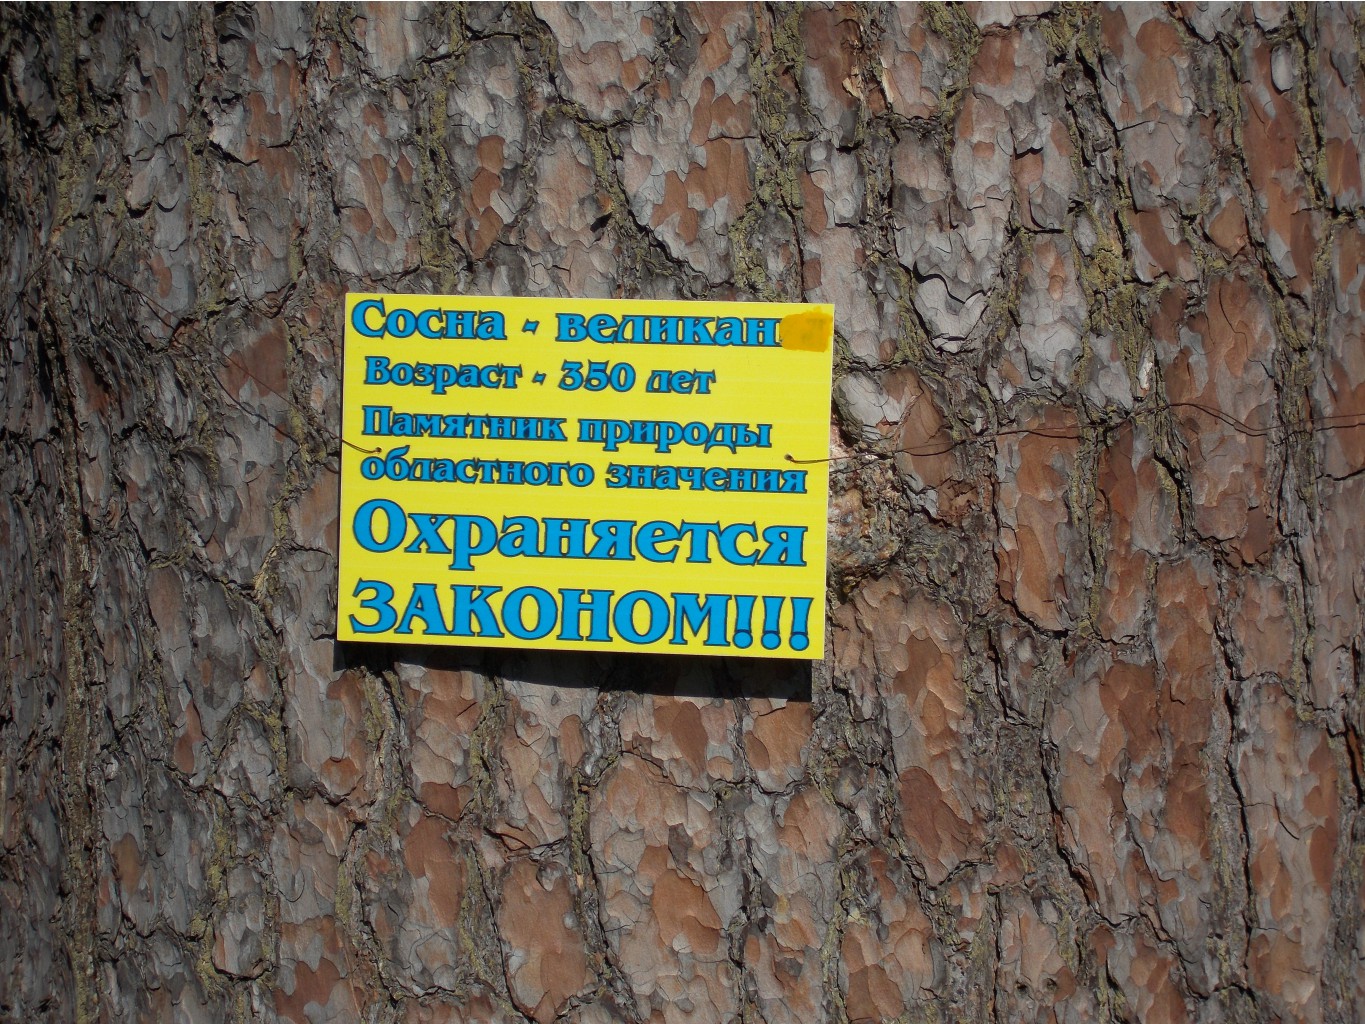 Сосна - великан
Возраст - 350 лет
Памятник природы
областного значения
Охраняется
ЗАКОНОМ!!!